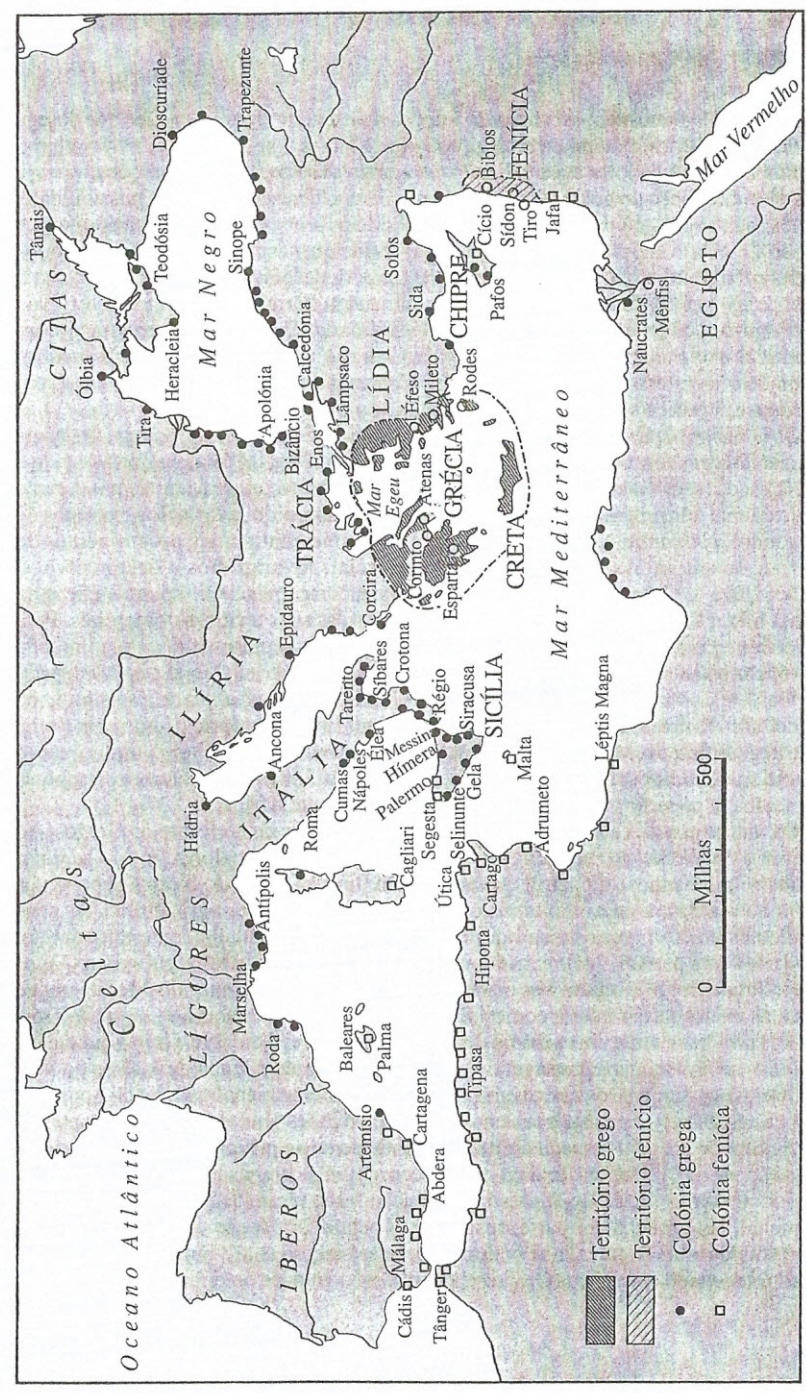 Oceano Atlântico
Celtas
LÍGURES
IBEROS
CITAS
Tânais
Ólbia
Tira
Teodósia
Dioscuríade
Heracleia
Mar Negro
Trapezunte
Sinope
Apolónia
Calcedónia
Bizâncio
Enos
Lâmpsaco
TRÁCIA
ILÍRIA
Hádria
Ancona
Epidauro
ITÁLIA
Marselha
Antípolis
Roda
Roma
Cumas
Nápoles
Eleia
Tarento
Síbares
Crotona
Corcira
Régio
Messina
Hímera
Palermo
Segesta
Selinunte
Gela
Siracusa
SICÍLIA
Malta
Cagliari
Baleares
Palma
Artemísio
Cartagena
Abdera
Málaga
Cádis
Tânger
Tipasa
Hipona
Útica
Cartago
Adrumeto
Léptis Magna
Mar Egeu
LÍDIA
Éfeso
Mileto
Atenas
GRÉCIA
Corinto
Esparta
CRETA
Rodes
Sida
Solos
CHIPRE
Pafos
Cício
Biblos
FENÍCIA
Sídon
Tiro
Jafa
Mar Mediterrâneo
Naucrates
Mênfis
EGIPTO
Mar Vermelho
Território grego
Território fenício
Colónia grega
Colónia fenícia
0 Milhas 500